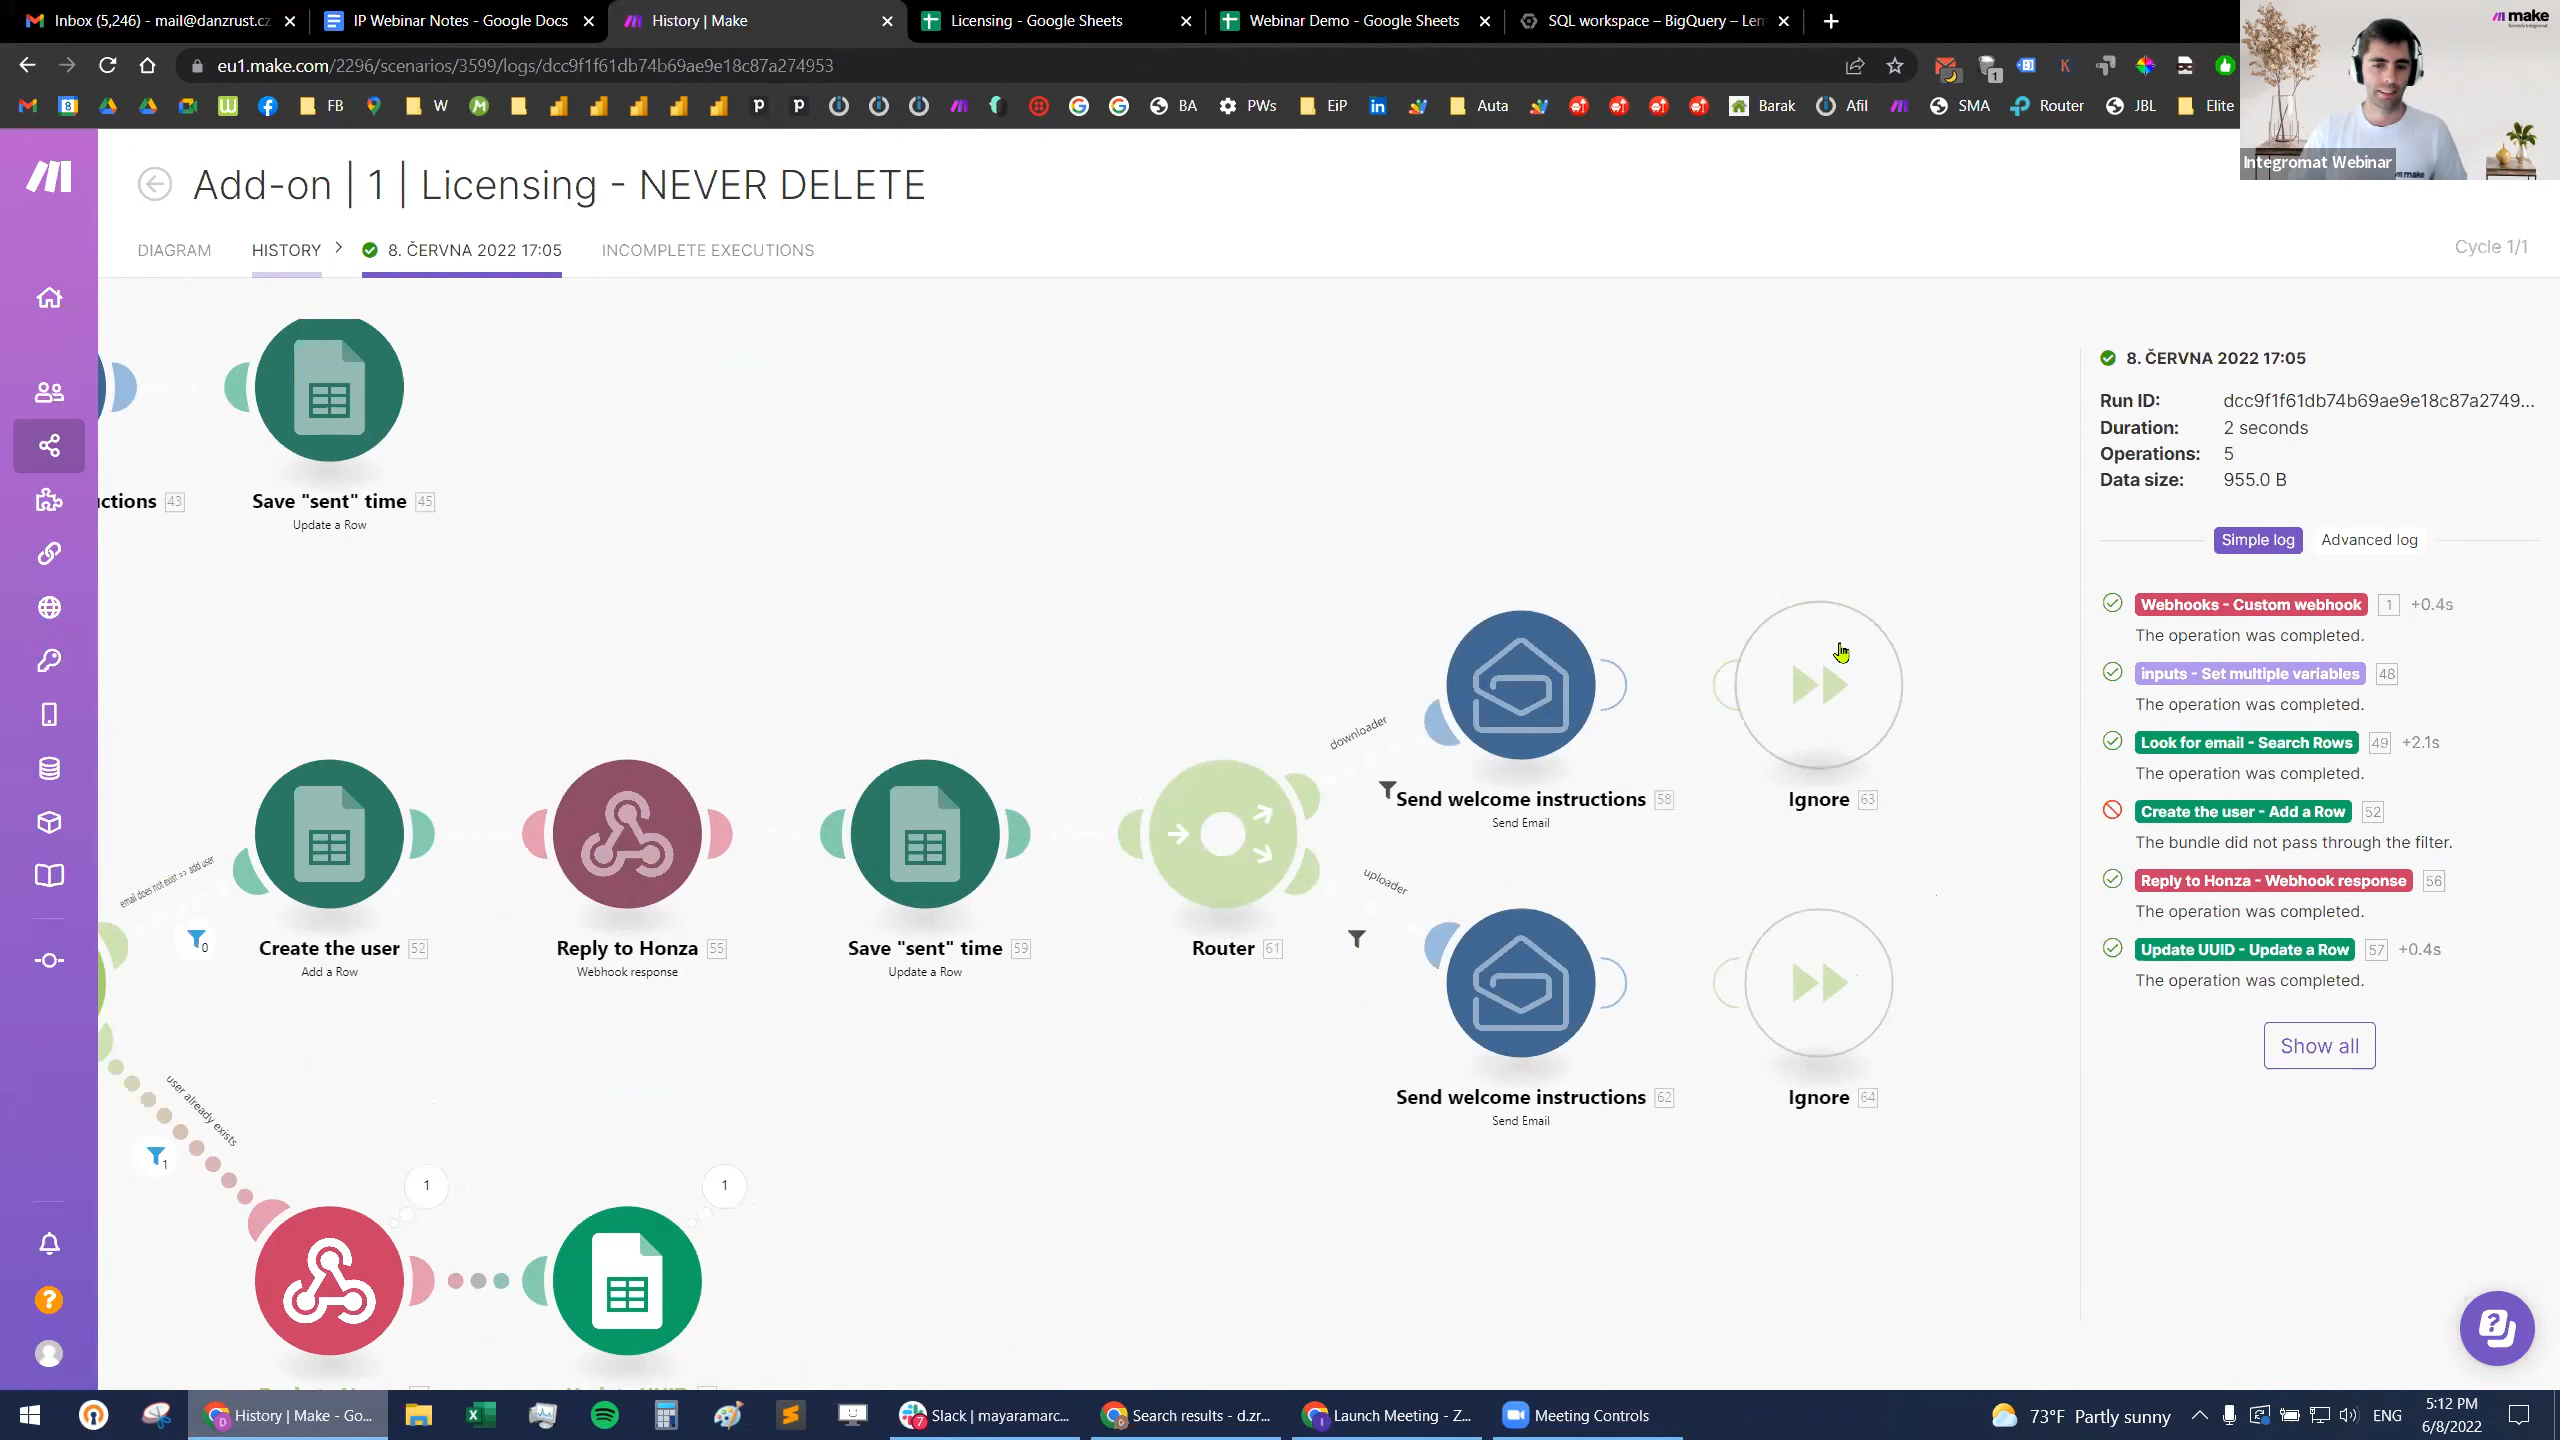 Inbox (5,246) - mail@danzrust.cz
IP Webinar Notes - Google Docs
History | Make
Licensing - Google Sheets
Webinar Demo - Google Sheets
SQL workspace – BigQuery – Len
make
eu1.make.com/2296/scenarios/3599/logs/dcc9f1f61db74b69ae9e18c87a274953
FB
W
BA
PWs
EiP
Auta
Barak
Afil
SMA
Router
JBL
Elite
Integromat Webinar
Add-on | 1 | Licensing - NEVER DELETE
DIAGRAM
HISTORY
8. ČERVNA 2022 17:05
INCOMPLETE EXECUTIONS
Cycle 1/1
ctions 43
Save "sent" time 45
Update a Row
downloader
Send welcome instructions 58
Send Email
Ignore 63
email does not exist => add user
0
Create the user 52
Add a Row
Reply to Honza 55
Webhook response
Save "sent" time 59
Update a Row
Router 61
uploader
Send welcome instructions 62
Send Email
Ignore 64
user already exists
1
1
1
8. ČERVNA 2022 17:05
Run ID: dcc9f1f61db74b69ae9e18c87a2749...
Duration: 2 seconds
Operations: 5
Data size: 955.0 B
Simple log
Advanced log
Webhooks - Custom webhook 1 +0.4s
The operation was completed.
inputs - Set multiple variables 48
The operation was completed.
Look for email - Search Rows 49 +2.1s
The operation was completed.
Create the user - Add a Row 52
The bundle did not pass through the filter.
Reply to Honza - Webhook response 56
The operation was completed.
Update UUID - Update a Row 57 +0.4s
The operation was completed.
Show all
History | Make - Go...
Slack | mayaramarc...
Search results - d.zr...
Launch Meeting - Z...
Meeting Controls
73°F Partly sunny
ENG
5:12 PM
6/8/2022